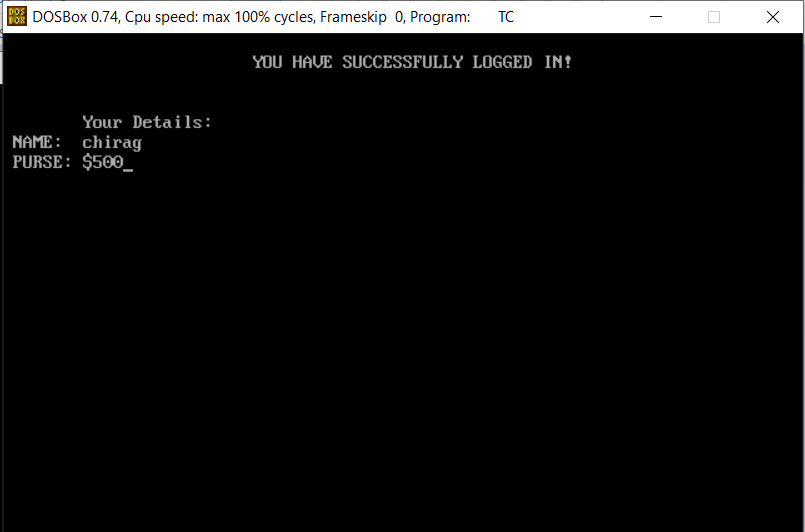 DOS
BOX
DOSBox 0.74, Cpu speed: max 100% cycles, Frameskip 0, Program: TC
YOU HAVE SUCCESSFULLY LOGGED IN!
Your Details:
NAME: chirag
PURSE: $500_